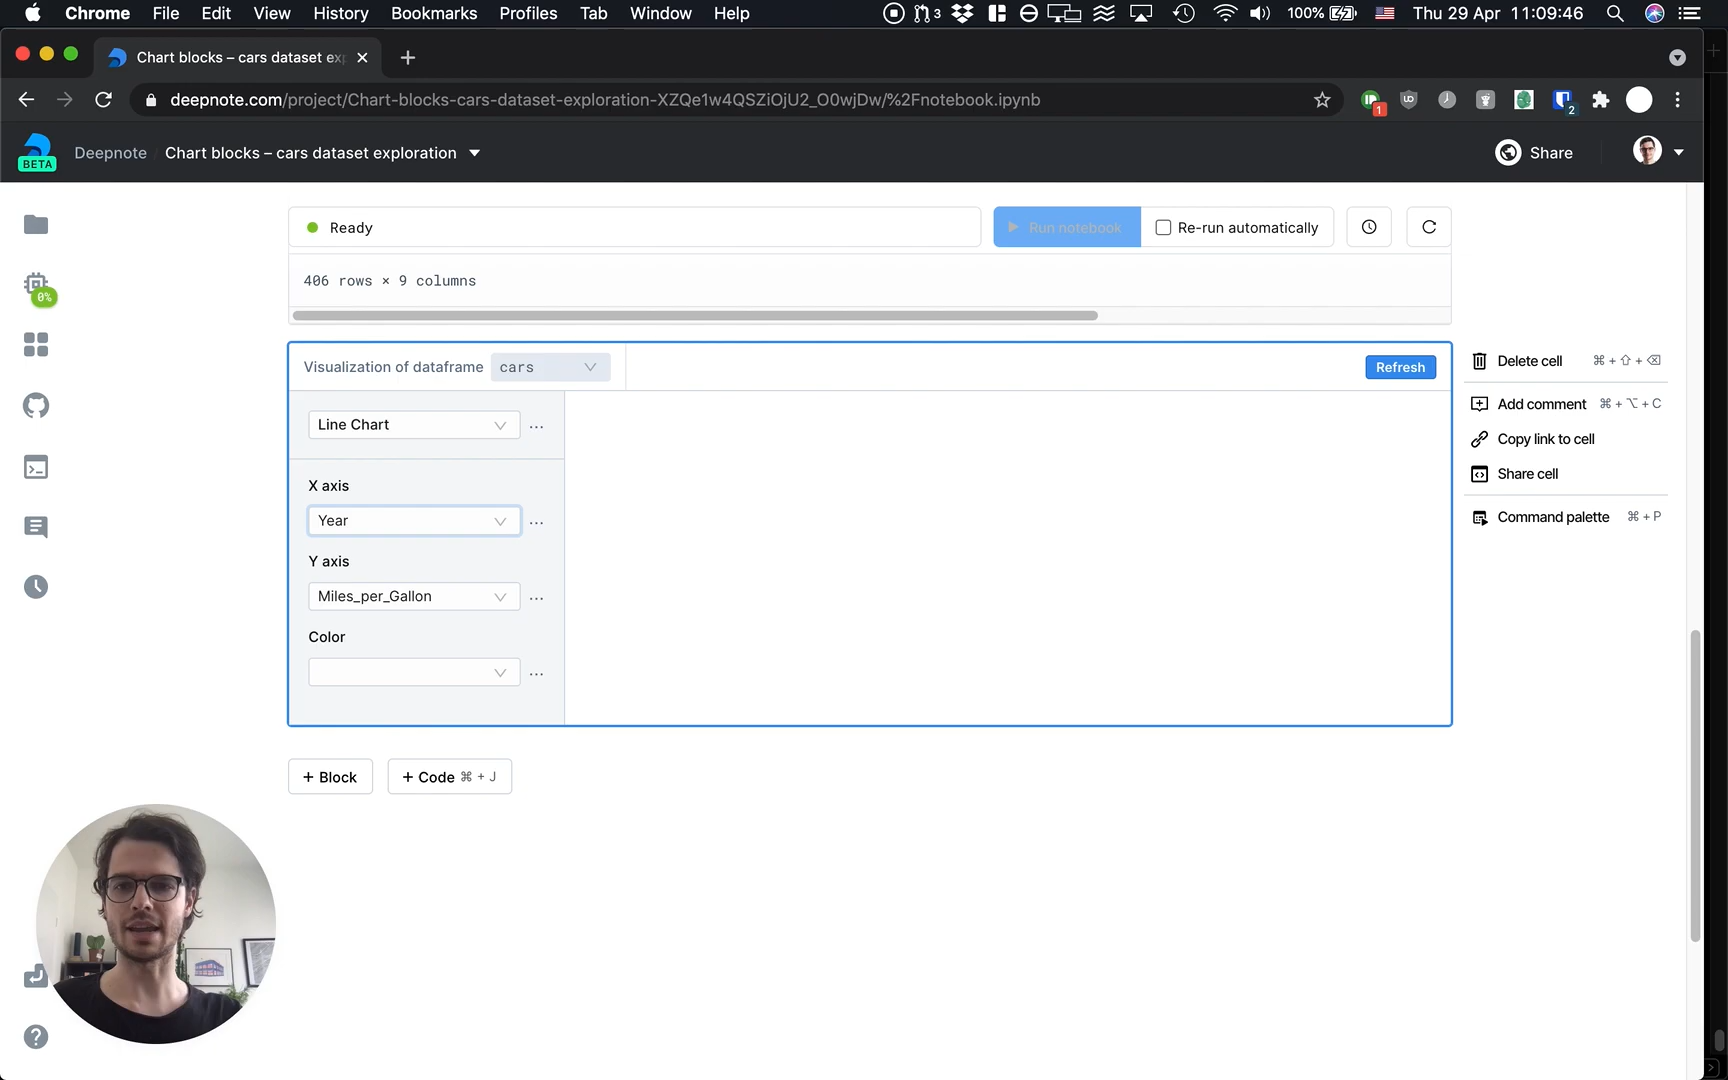 Chrome File Edit View History Bookmarks Profiles Tab Window Help 3 100% Thu 29 Apr 11:09:46
Chart blocks – cars dataset ex
deepnote.com/project/Chart-blocks-cars-dataset-exploration-XZQe1w4QSZiOjU2_O0wjDw/%2Fnotebook.ipynb 1 2
BETA Deepnote / Chart blocks – cars dataset exploration Share
Ready Run notebook Re-run automatically
0%
406 rows × 9 columns
Visualization of dataframe cars Refresh
Delete cell ⌘ + ⇧ + ⌫
Line Chart ...
Add comment ⌘ + ⌥ + C
Copy link to cell
Share cell
X axis
Year ...
Command palette ⌘ + P
Y axis
Miles_per_Gallon ...
Color
...
+ Block + Code ⌘ + J